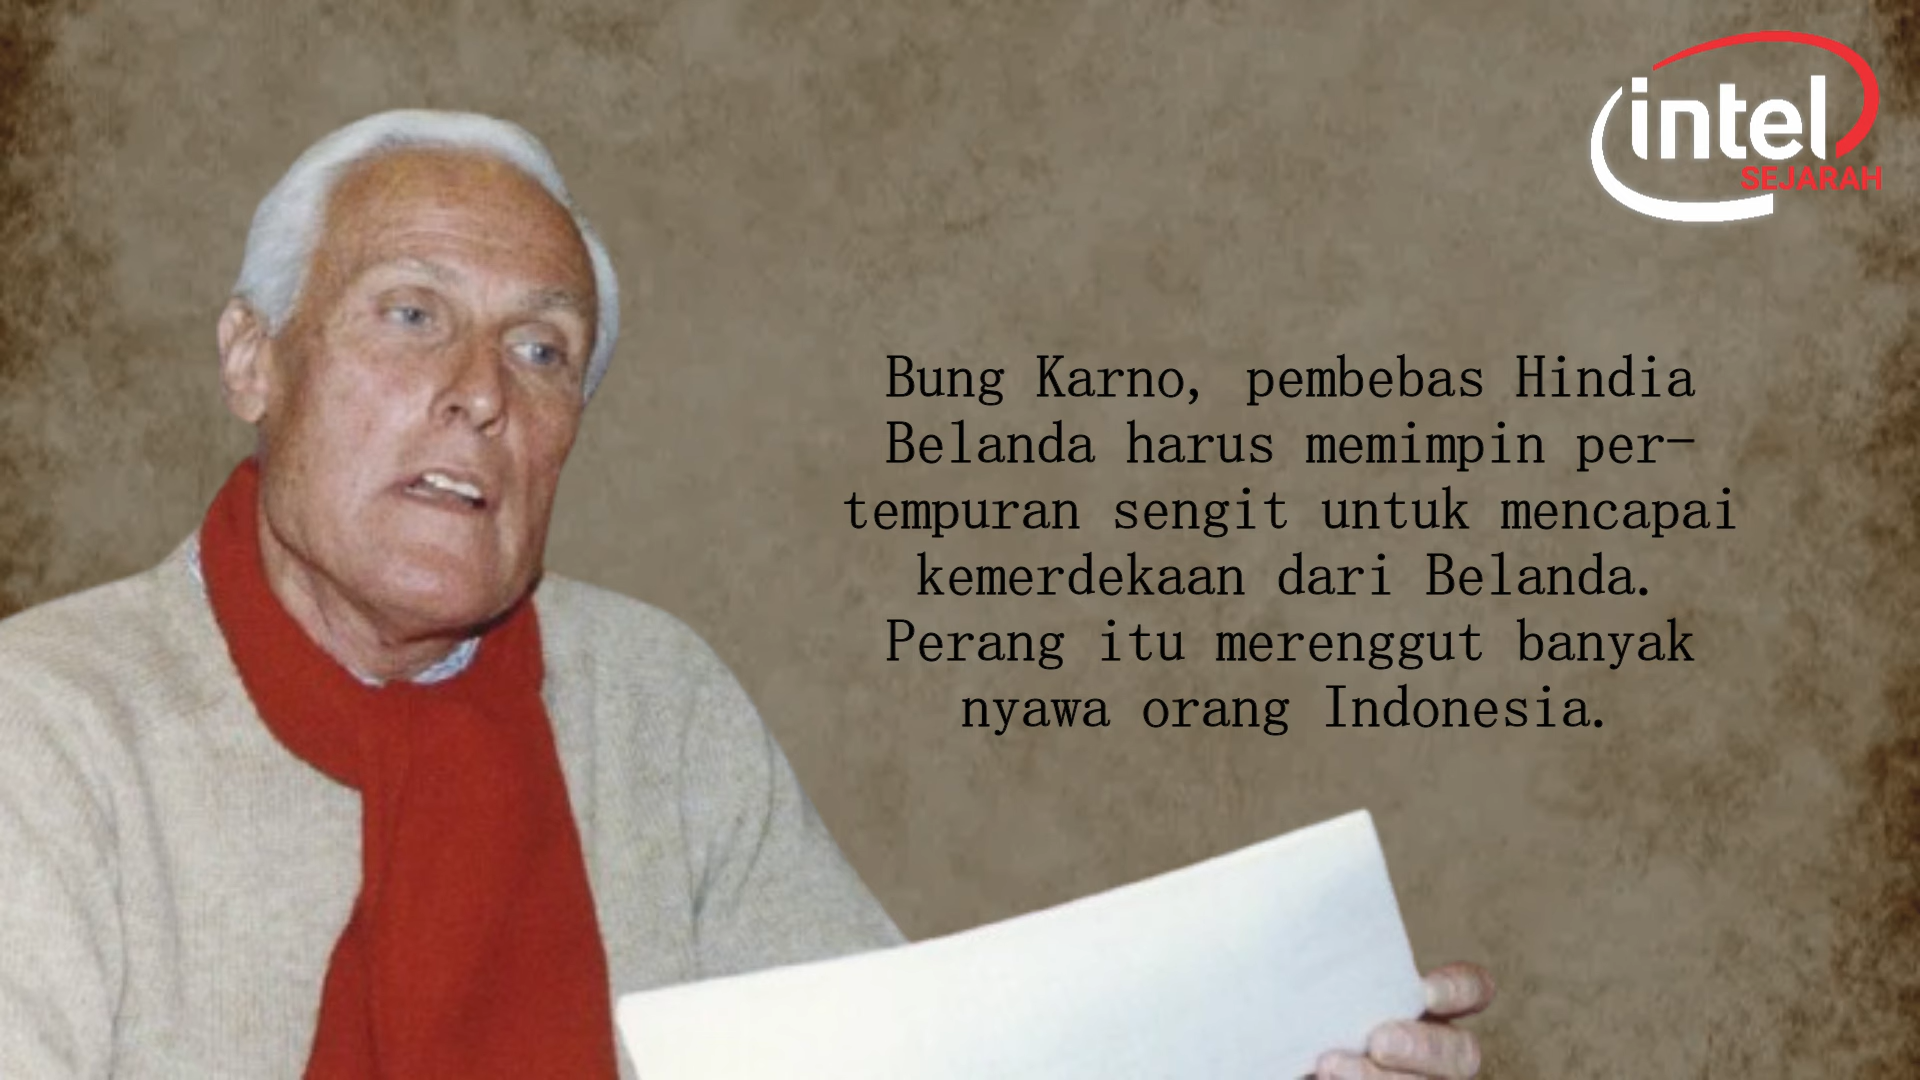 intel
SEJARAH
Bung Karno, pembebas Hindia
Belanda harus memimpin per-
tempuran sengit untuk mencapai
kemerdekaan dari Belanda.
Perang itu merenggut banyak
nyawa orang Indonesia.